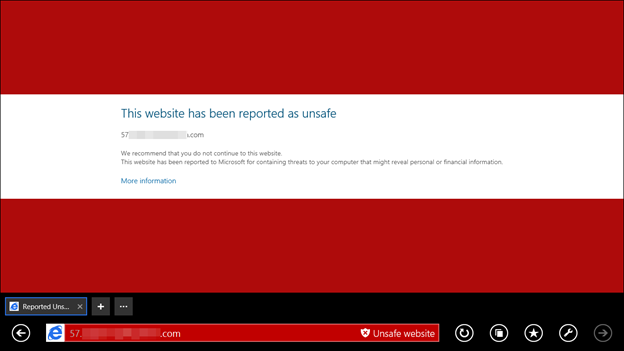 This website has been reported as unsafe
57 .com
We recommend that you do not continue to this website.
This website has been reported to Microsoft for containing threats to your computer that might reveal personal or financial information.
More information
Reported Uns...
57. .com Unsafe website